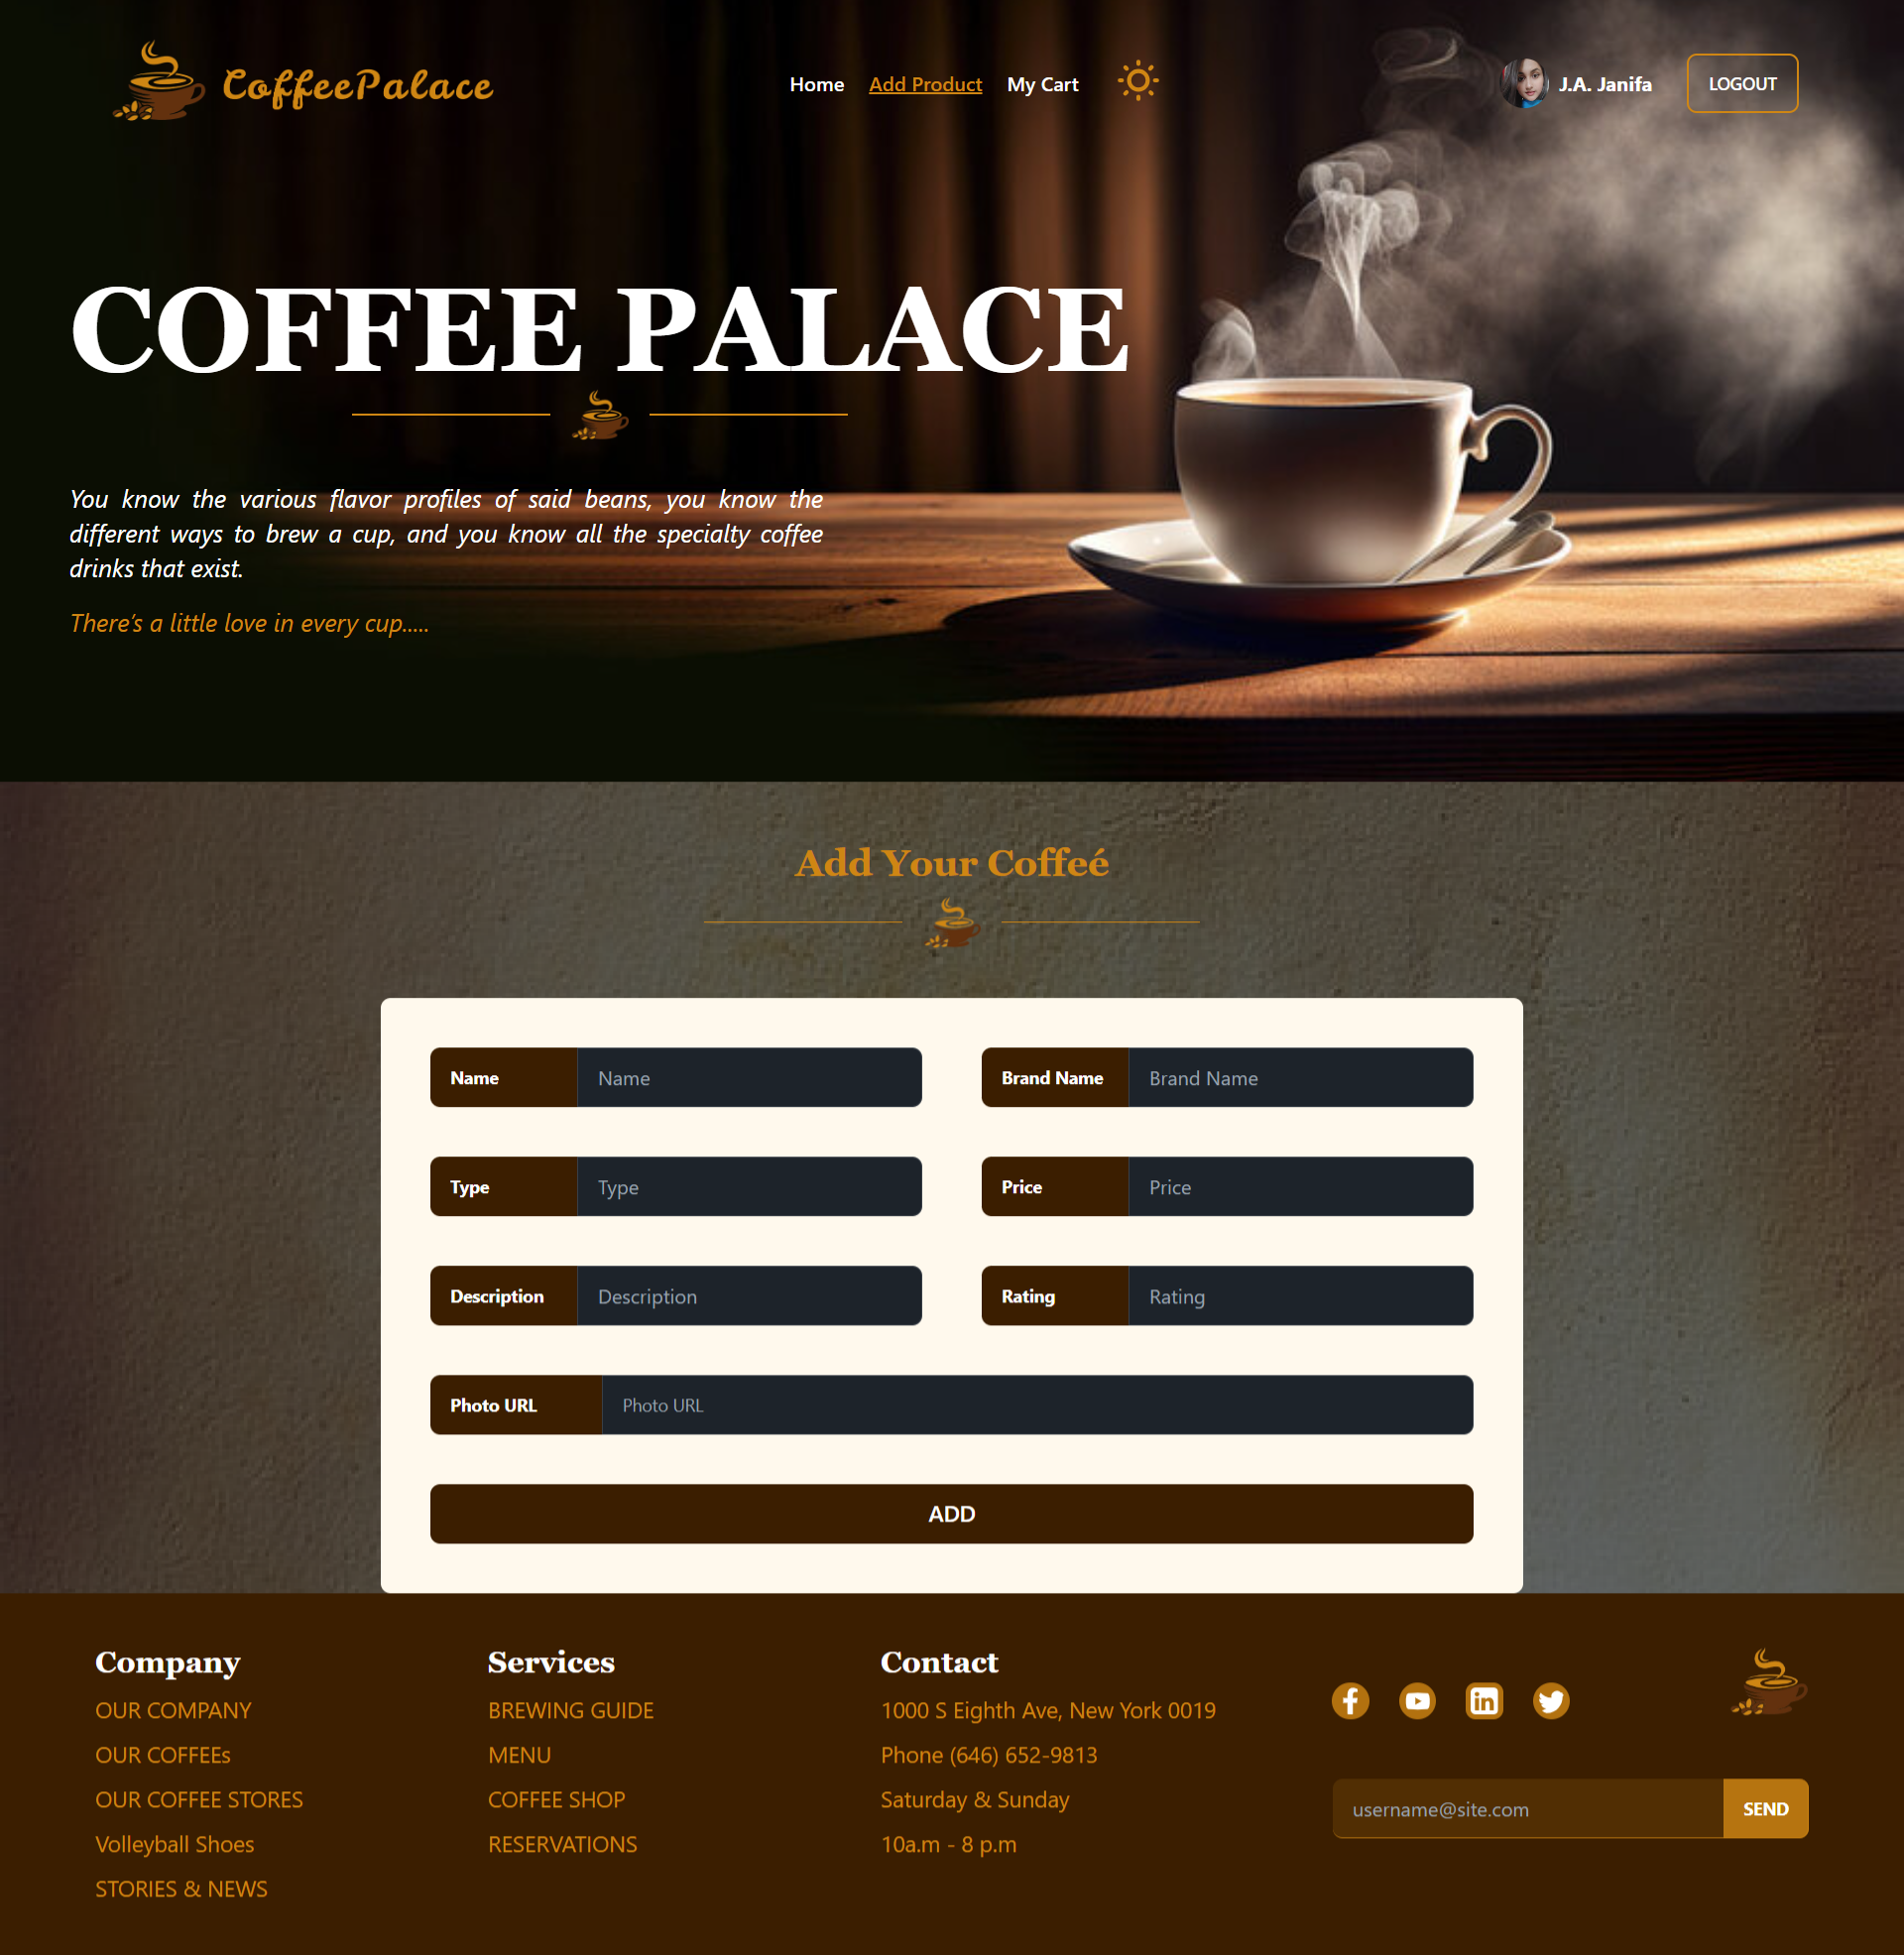 CoffeePalace
Home Add Product My Cart
J.A. Janifa
LOGOUT
COFFEE PALACE
You know the various flavor profiles of said beans, you know the
different ways to brew a cup, and you know all the specialty coffee
drinks that exist.
There's a little love in every cup.....
Add Your Coffeé
Name Name
Brand Name Brand Name
Type Type
Price Price
Description Description
Rating Rating
Photo URL Photo URL
ADD
Company
OUR COMPANY
OUR COFFEEs
OUR COFFEE STORES
Volleyball Shoes
STORIES & NEWS
Services
BREWING GUIDE
MENU
COFFEE SHOP
RESERVATIONS
Contact
1000 S Eighth Ave, New York 0019
Phone (646) 652-9813
Saturday & Sunday
10a.m - 8 p.m
username@site.com SEND